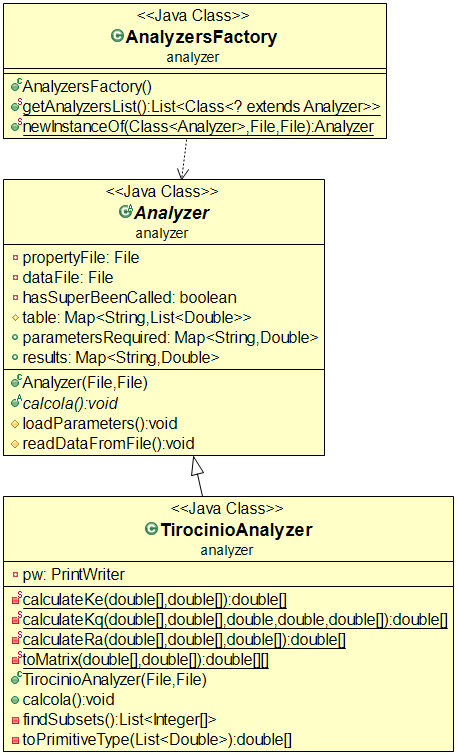 <<Java Class>>
AnalyzersFactory
analyzer
AnalyzersFactory()
getAnalyzersList():List<Class<? extends Analyzer>>
newInstanceOf(Class<Analyzer>,File,File):Analyzer
<<Java Class>>
Analyzer
analyzer
propertyFile: File
dataFile: File
hasSuperBeenCalled: boolean
table: Map<String,List<Double>>
parametersRequired: Map<String,Double>
results: Map<String,Double>
Analyzer(File,File)
calcola():void
loadParameters():void
readDataFromFile():void
<<Java Class>>
TirocinioAnalyzer
analyzer
pw: PrintWriter
calculateKe(double[],double[]):double[]
calculateKq(double[],double[],double,double,double[]):double[]
calculateRa(double[],double[],double[]):double[]
toMatrix(double[],double[]):double[][]
TirocinioAnalyzer(File,File)
calcola():void
findSubsets():List<Integer[]>
toPrimitiveType(List<Double>):double[]